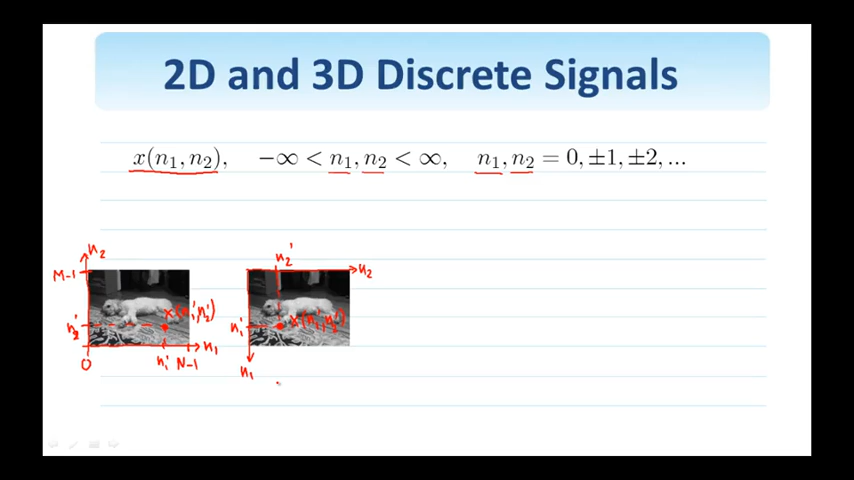 2D and 3D Discrete Signals
x(n₁, n₂), −∞ < n₁, n₂ < ∞, n₁, n₂ = 0, ±1, ±2, ...
n₂
M-1
x(n₁', n₂')
n₂'
n₁
0
n₁'
N-1
n₂'
n₂
n₁'
x(n₁', n₂')
n₁